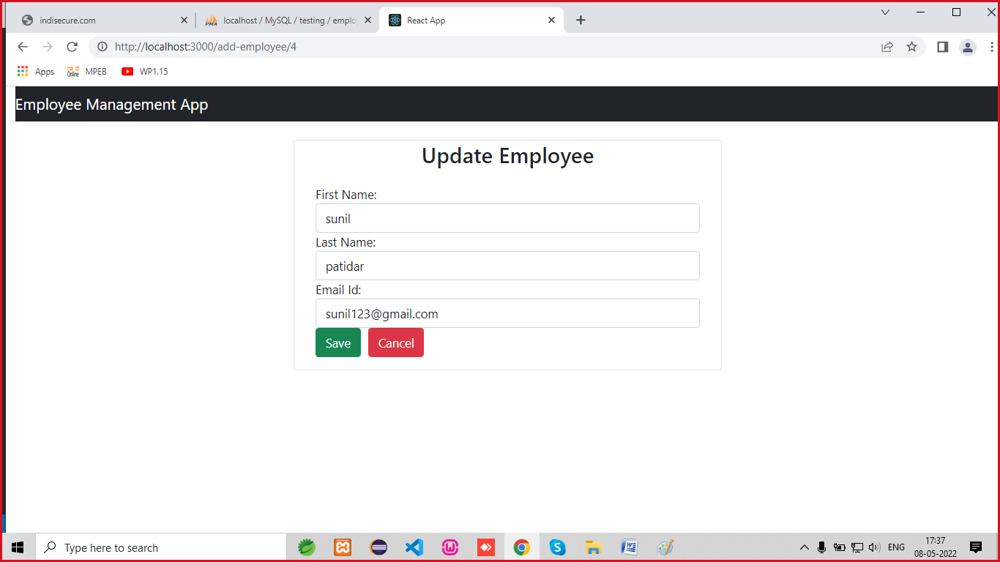 indisecure.com
localhost / MySQL / testing / emplo
React App
http://localhost:3000/add-employee/4
Apps
MPEB
WP1.15
Employee Management App
Update Employee
First Name:
sunil
Last Name:
patidar
Email Id:
sunil123@gmail.com
Save Cancel
Type here to search
ENG
17:37
08-05-2022